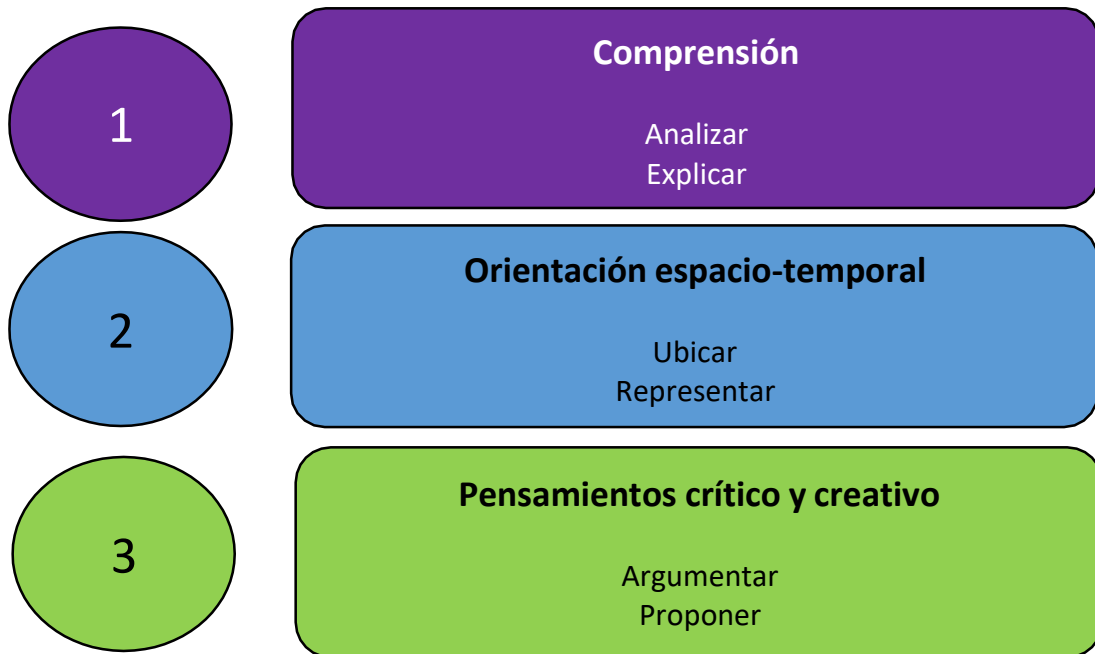 1
Comprensión
Analizar
Explicar
2
Orientación espacio-temporal
Ubicar
Representar
3
Pensamientos crítico y creativo
Argumentar
Proponer